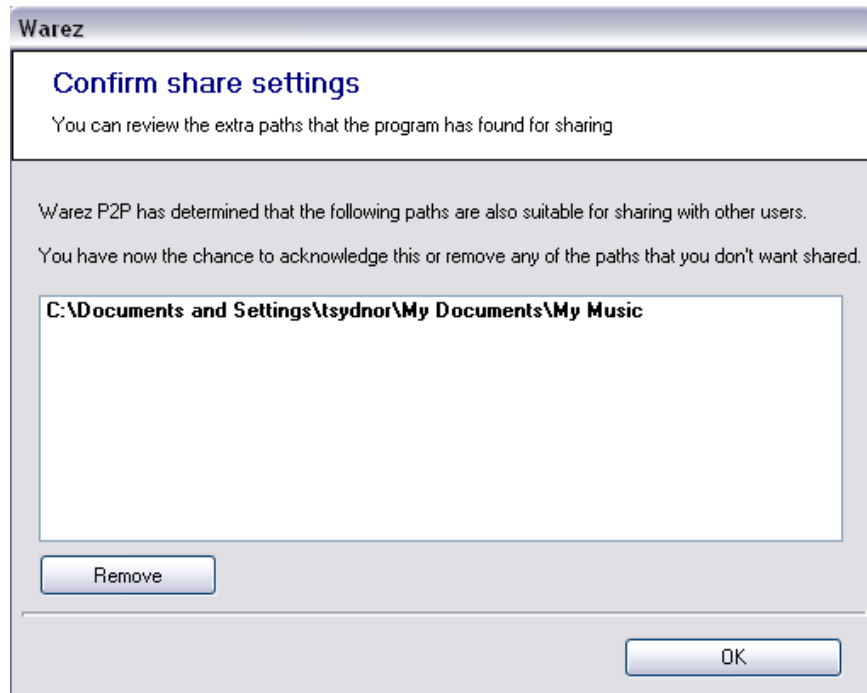 Warez
Confirm share settings
You can review the extra paths that the program has found for sharing
Warez P2P has determined that the following paths are also suitable for sharing with other users.
You have now the chance to acknowledge this or remove any of the paths that you don't want shared.
C:\Documents and Settings\tsydnor\My Documents\My Music
Remove
OK